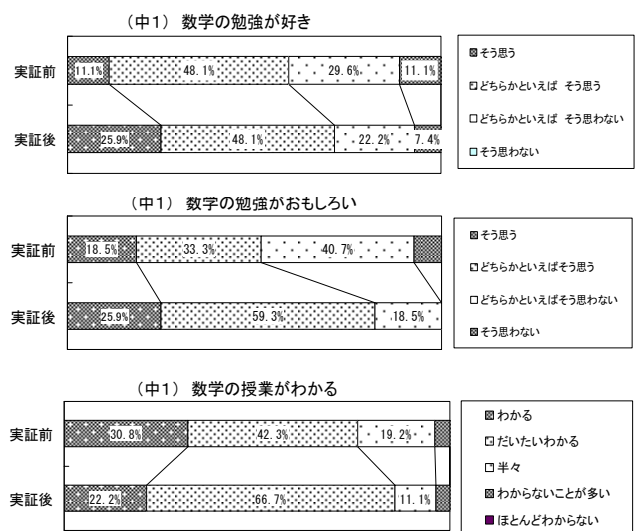 (中1) 数学の勉強が好き
実証前
11.1%
48.1%
29.6%
11.1%
実証後
25.9%
48.1%
22.2%
7.4%
そう思う
どちらかといえば そう思う
どちらかといえば そう思わない
そう思わない
(中1) 数学の勉強がおもしろい
実証前
18.5%
33.3%
40.7%
実証後
25.9%
59.3%
18.5%
そう思う
どちらかといえばそう思う
どちらかといえばそう思わない
そう思わない
(中1) 数学の授業がわかる
実証前
30.8%
42.3%
19.2%
実証後
22.2%
66.7%
11.1%
わかる
だいたいわかる
半々
わからないことが多い
ほとんどわからない